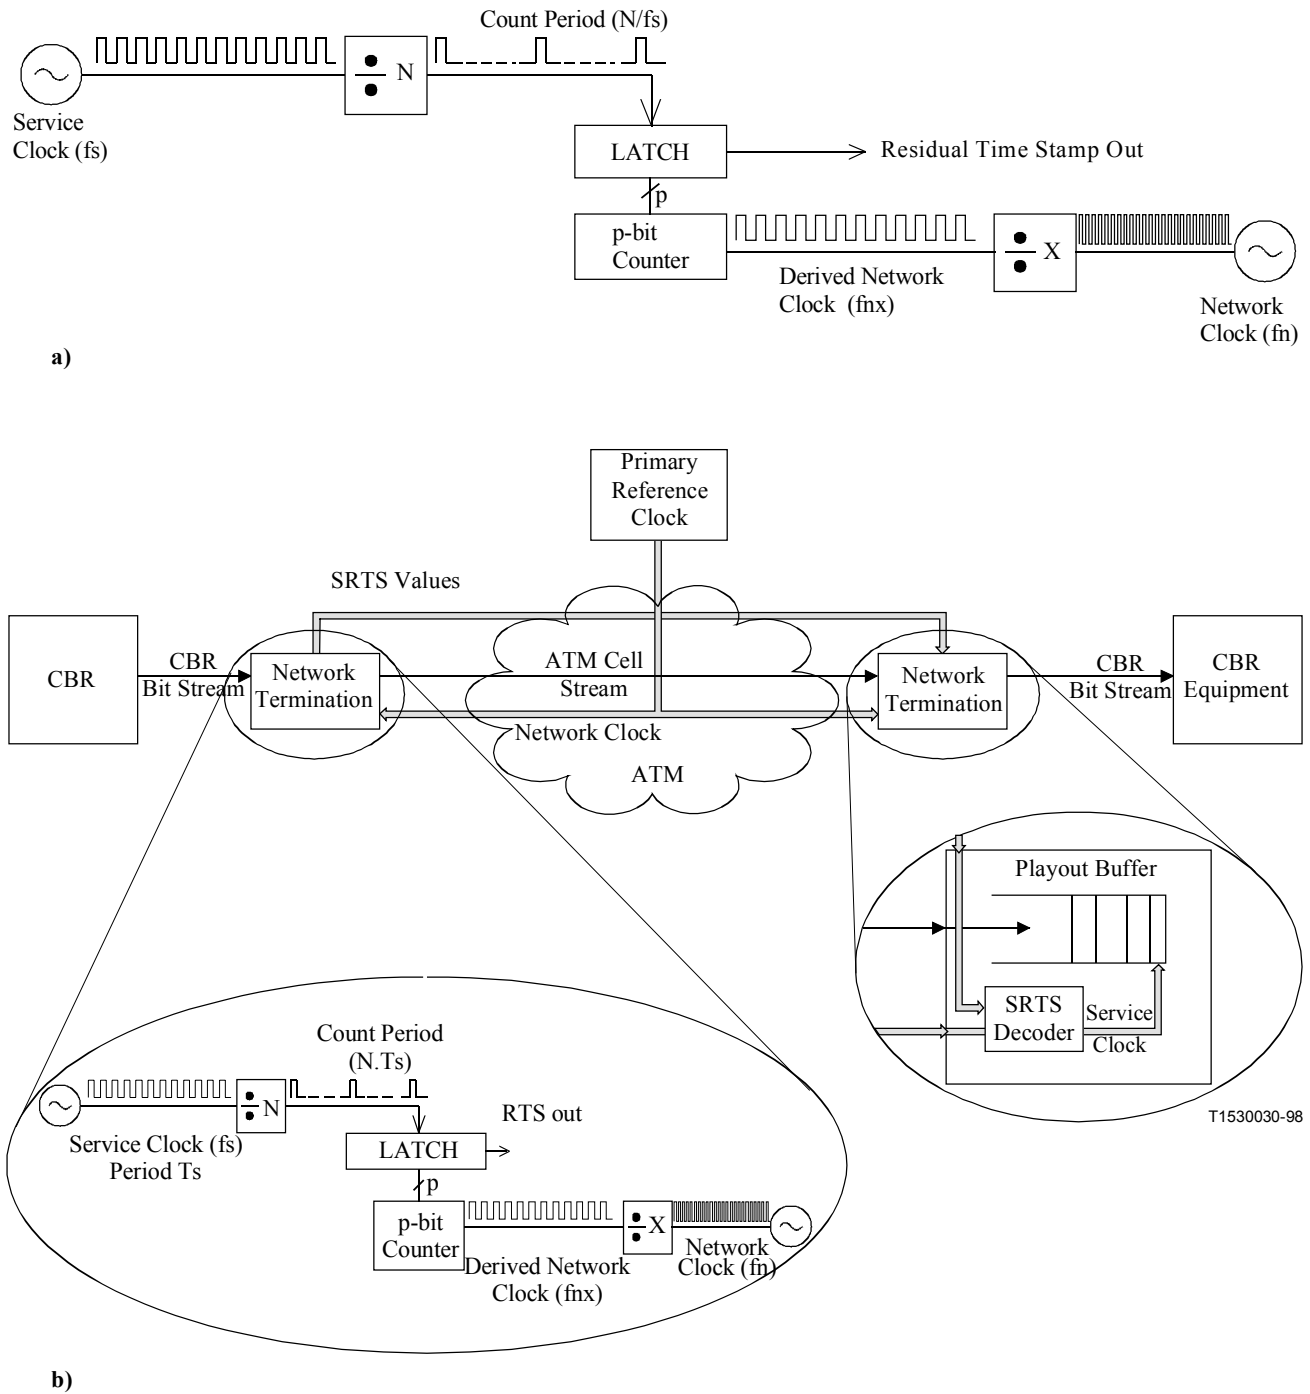 Count Period (N/fs)
N
Service
Clock (fs)
LATCH
Residual Time Stamp Out
p
p-bit
Counter
X
Derived Network
Clock (fnx)
Network
Clock (fn)
a)
Primary
Reference
Clock
SRTS Values
CBR
CBR
Bit Stream
Network
Termination
ATM Cell
Stream
Network
Termination
CBR
Bit Stream
CBR
Equipment
Network Clock
ATM
Playout Buffer
SRTS
Decoder
Service
Clock
T1530030-98
Count Period
(N.Ts)
N
RTS out
Service Clock (fs)
Period Ts
LATCH
p
p-bit
Counter
X
Derived Network
Clock (fnx)
Network
Clock (fn)
b)